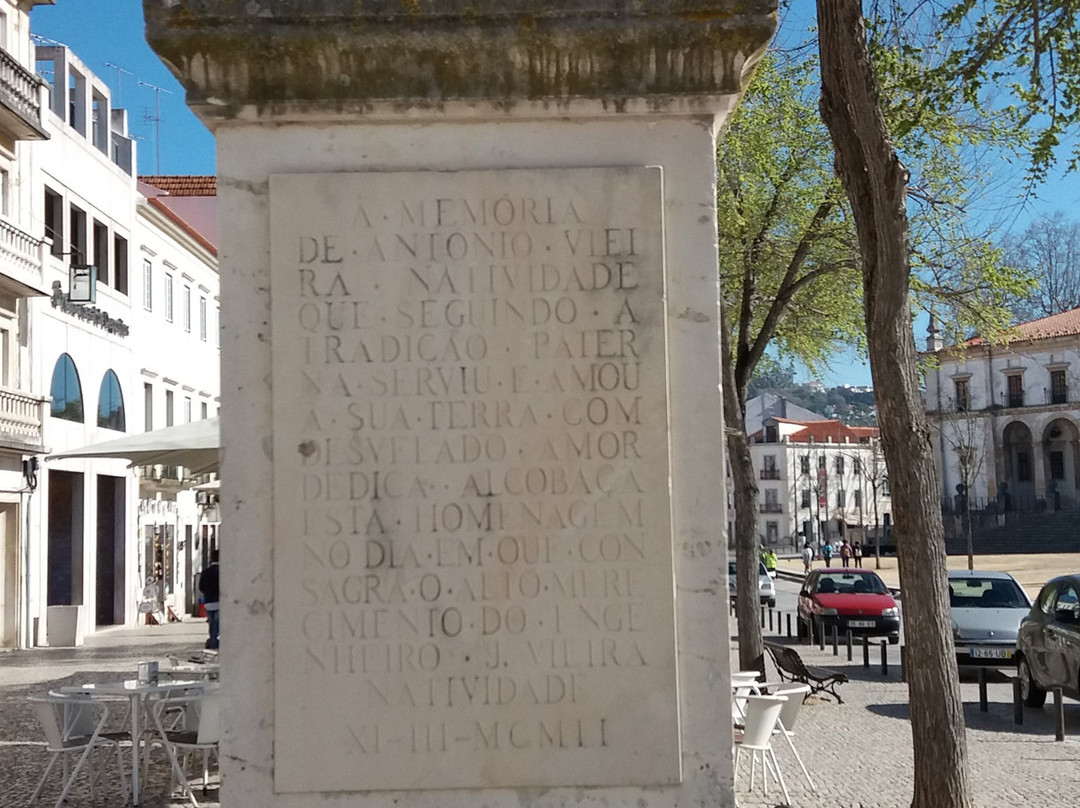 À·MEMÓRIA
DE·ANTONIO·VIEI
RA·NATIVIDADE
QUE·SEGUINDO·A
TRADIÇÃO·PATER
NA·SERVIU·E·AMOU
A·SUA·TERRA·COM
DESVELADO·AMOR
DEDICA·ALCOBAÇA
ESTA·HOMENAGEM
NO·DIA·EM·QUE·CON
SAGRA·O·ALTO·MERE
CIMENTO·DO·ENGE
NHEIRO·J. VIEIRA
NATIVIDADE
XI-III-MCMLI